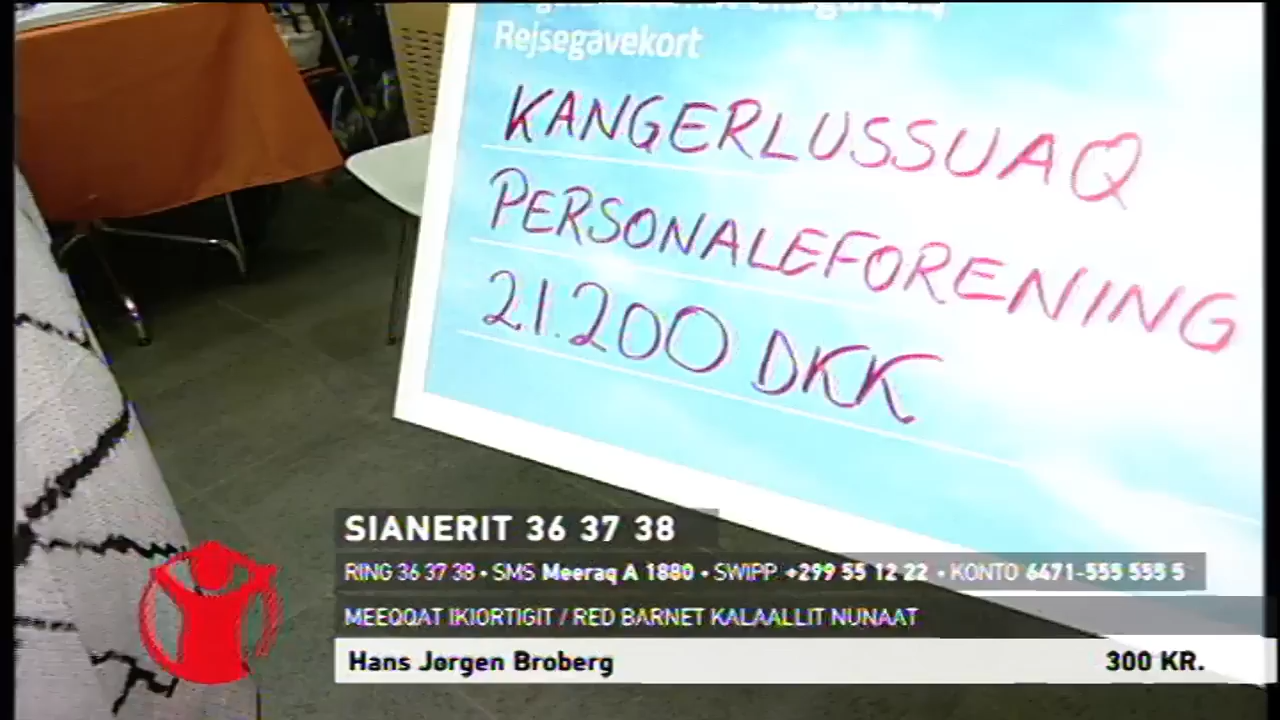 Rejsegavekort
KANGERLUSSUAQ
PERSONALEFORENING
21.200 DKK
SIANERIT 36 37 38
RING 36 37 38 • SMS Meeraq A 1880 • SWIPP +299 55 12 22 • KONTO 6471-555 555 5
MEEQQAT IKIORTIGIT / RED BARNET KALAALLIT NUNAAT
Hans Jørgen Broberg 300 KR.